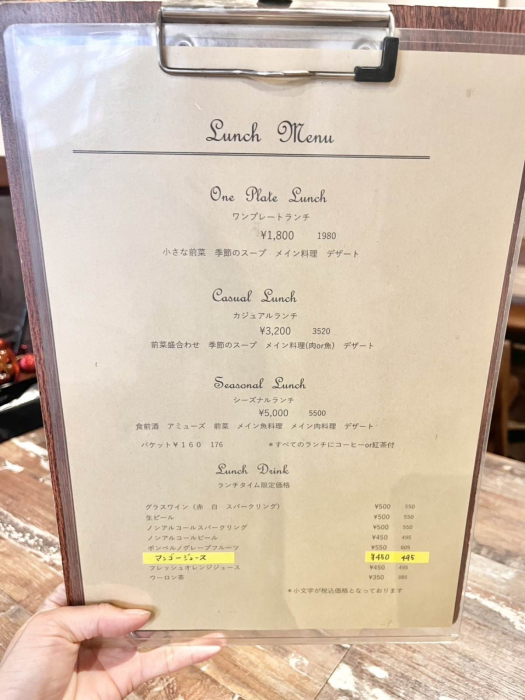 Lunch Menu
One Plate Lunch
ワンプレートランチ
¥1,800 1980
小さな前菜 季節のスープ メイン料理 デザート
Casual Lunch
カジュアルランチ
¥3,200 3520
前菜盛合わせ 季節のスープ メイン料理(肉or魚) デザート
Seasonal Lunch
シーズナルランチ
¥5,000 5500
食前酒 アミューズ 前菜 メイン魚料理 メイン肉料理 デザート
バケット¥160 176 *すべてのランチにコーヒーor紅茶付
Lunch Drink
ランチタイム限定価格
グラスワイン(赤 白 スパークリング) ¥500 550
生ビール ¥500 550
ノンアルコールスパークリング ¥500 550
ノンアルコールビール ¥450 495
ボンベル/グレープフルーツ ¥550 605
マンゴージュース ¥450 495
フレッシュオレンジジュース ¥450 495
ウーロン茶 ¥350 385
*小文字が税込価格となっております